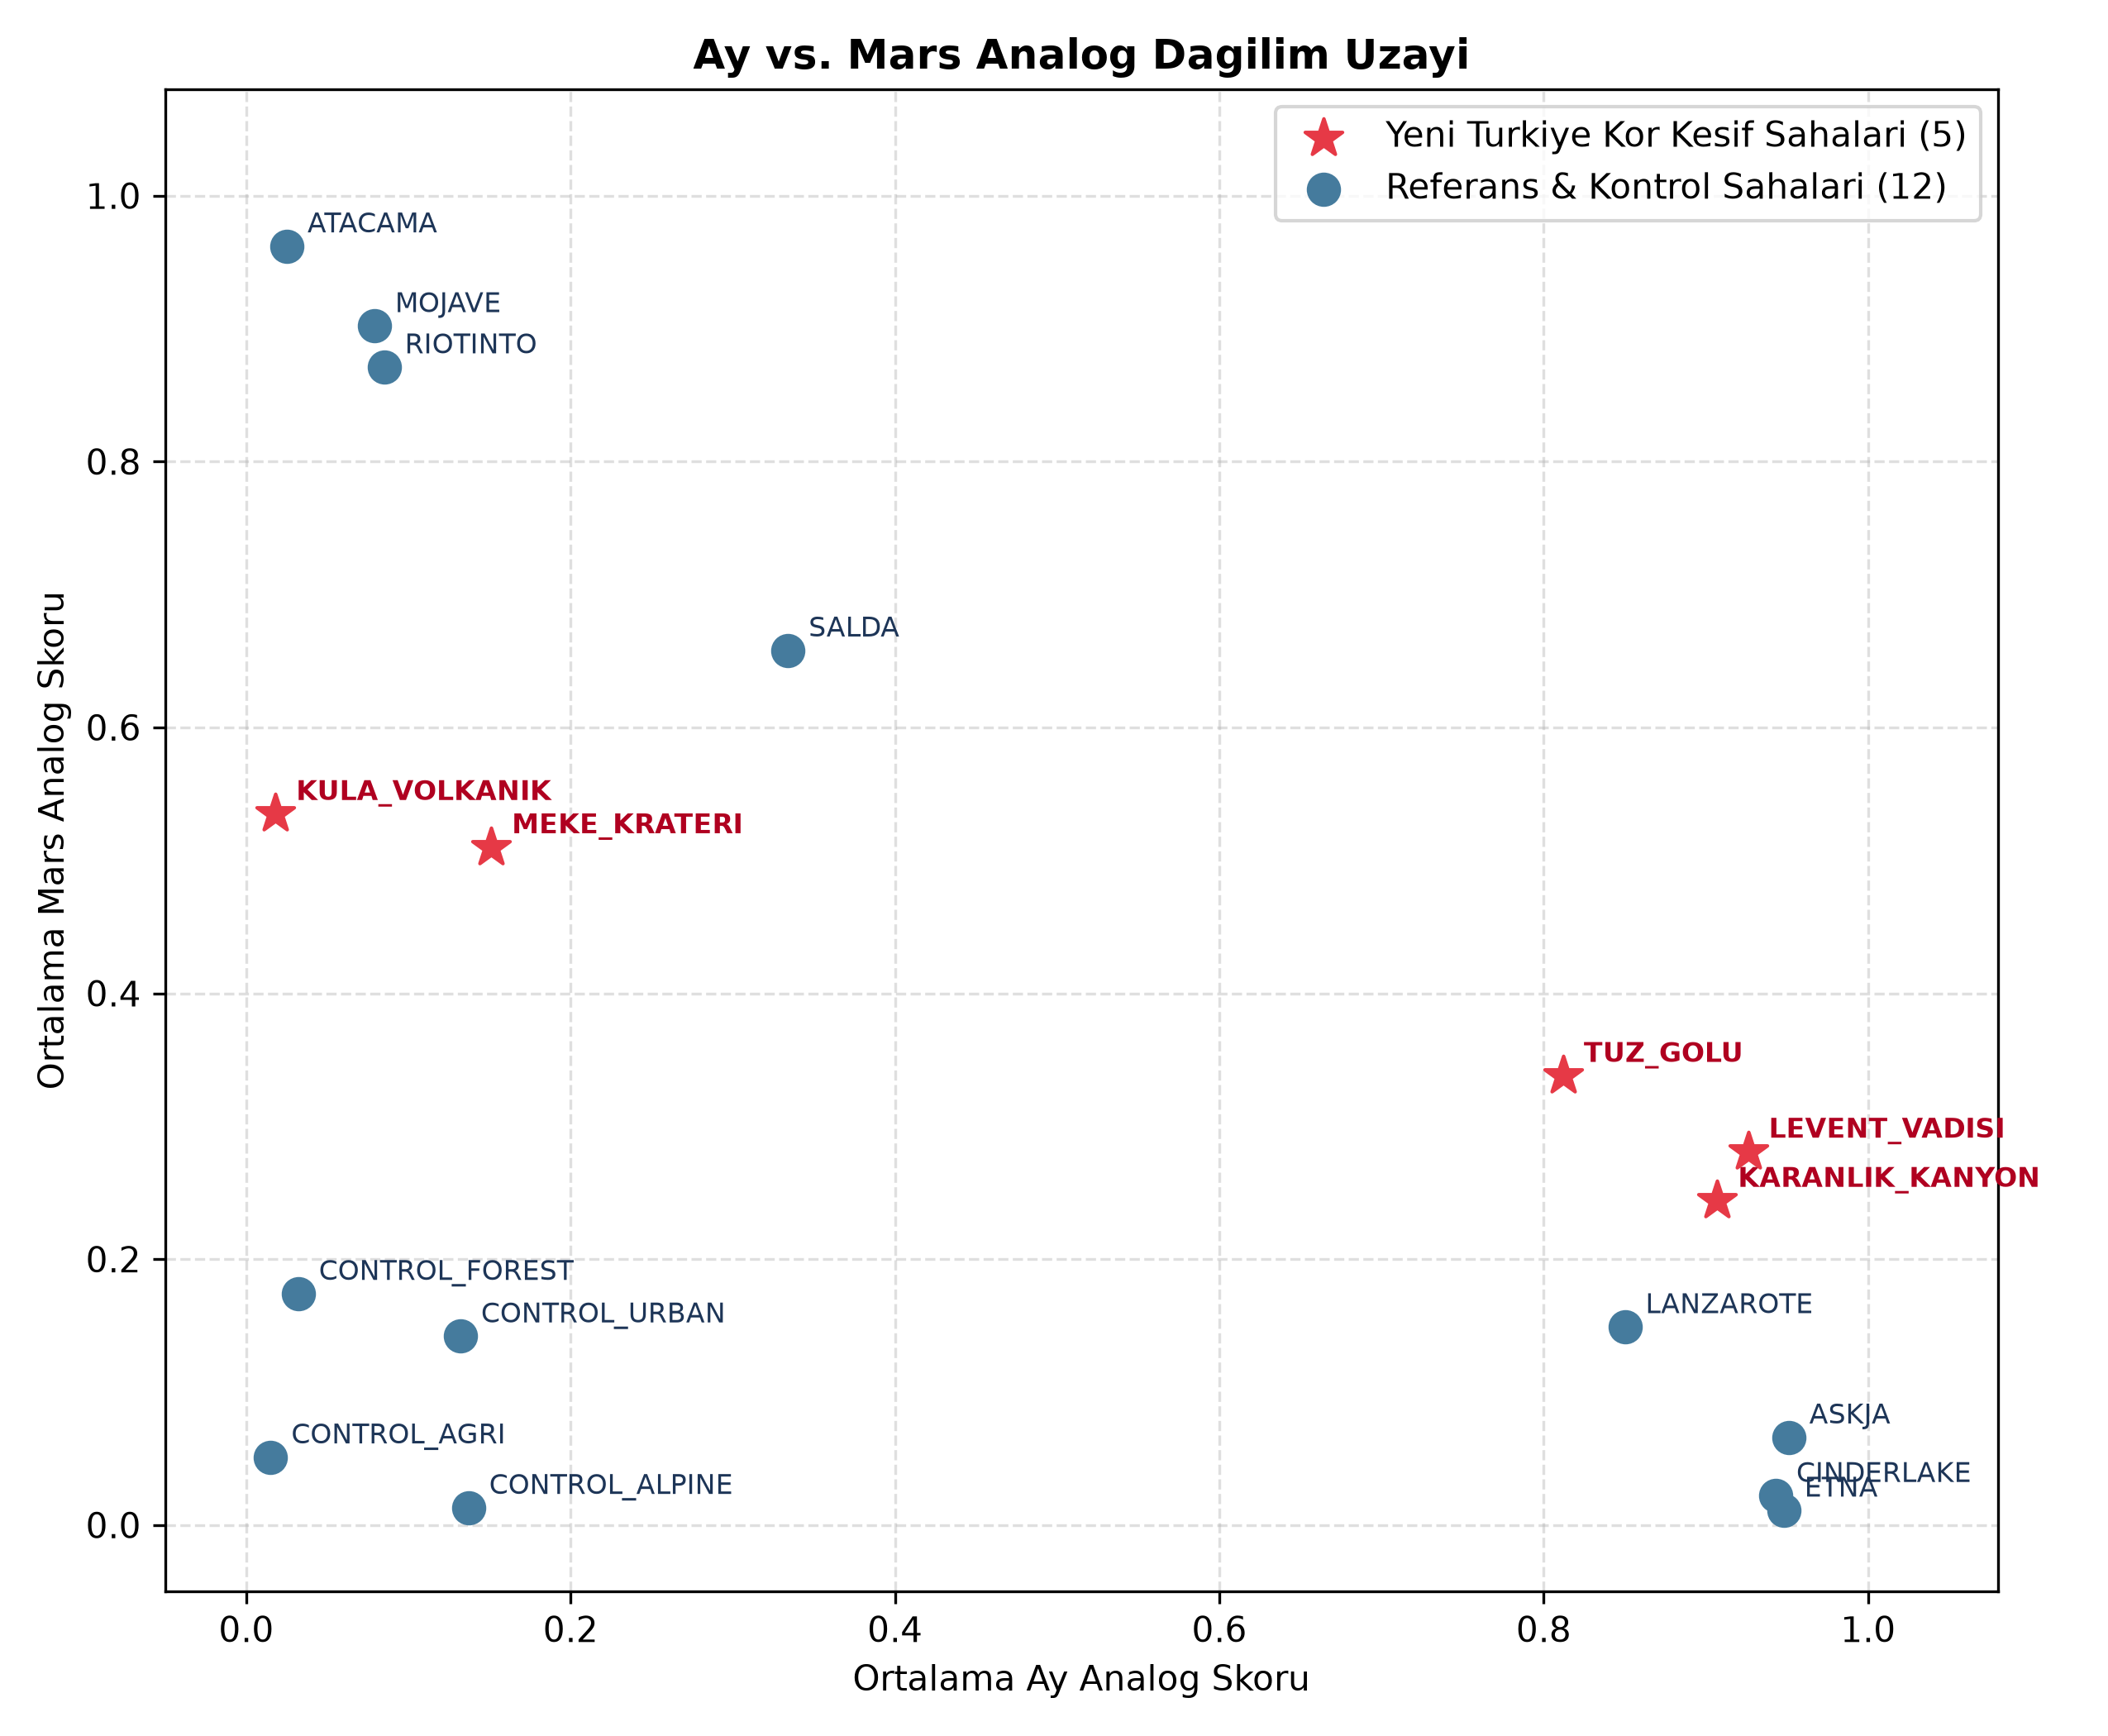 Ay vs. Mars Analog Dagilim Uzayi
Yeni Turkiye Kor Kesif Sahalari (5)
Referans & Kontrol Sahalari (12)
Ortalama Mars Analog Skoru
1.0
0.8
0.6
0.4
0.2
0.0
ATACAMA
MOJAVE
RIOTINTO
SALDA
KULA_VOLKANIK
MEKE_KRATERI
TUZ_GOLU
LEVENT_VADISI
KARANLIK_KANYON
CONTROL_FOREST
CONTROL_URBAN
LANZAROTE
CONTROL_AGRI
ASKJA
CONTROL_ALPINE
CINDERLAKE
ETNA
0.0 0.2 0.4 0.6 0.8 1.0
Ortalama Ay Analog Skoru